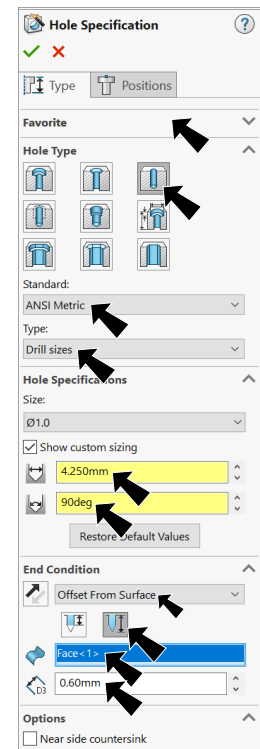 Hole Specification
?
Type
Positions
Favorite
Hole Type
Standard:
ANSI Metric
Type:
Drill sizes
Hole Specifications
Size:
Ø1.0
Show custom sizing
4.250mm
90deg
Restore Default Values
End Condition
Offset From Surface
Face<1>
D3
0.60mm
Options
Near side countersink